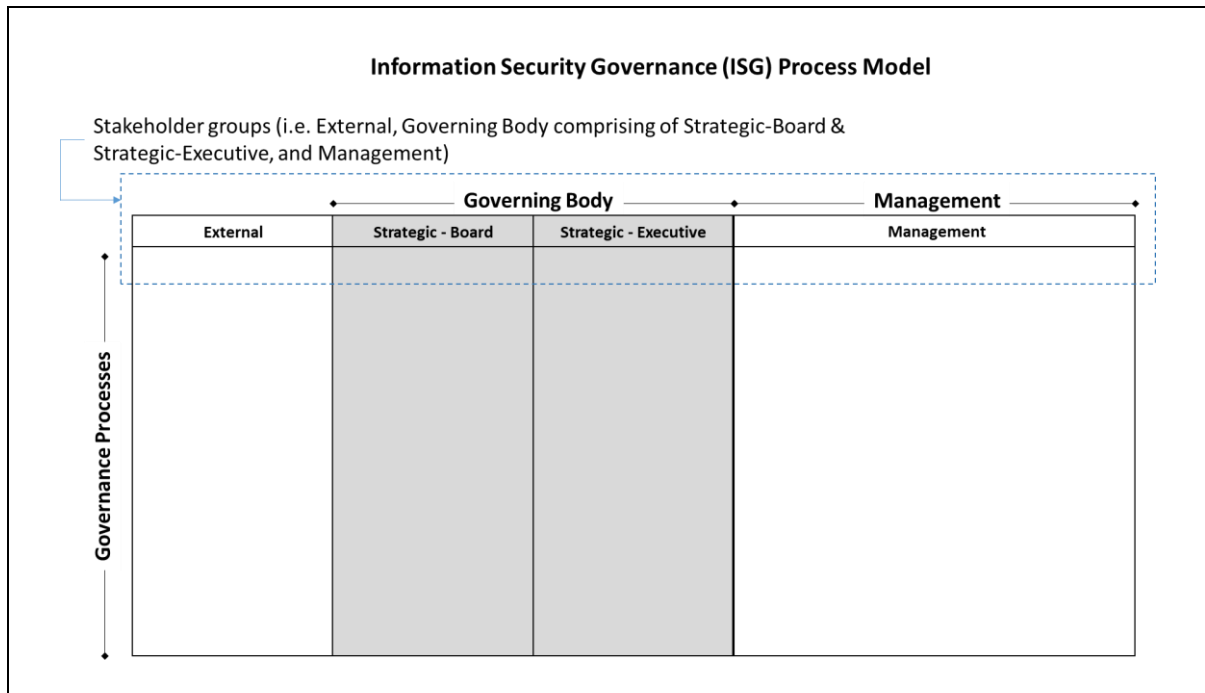 Information Security Governance (ISG) Process Model
Stakeholder groups (i.e. External, Governing Body comprising of Strategic-Board &
Strategic-Executive, and Management)
Governing Body
Management
External
Strategic - Board
Strategic - Executive
Management
Governance Processes